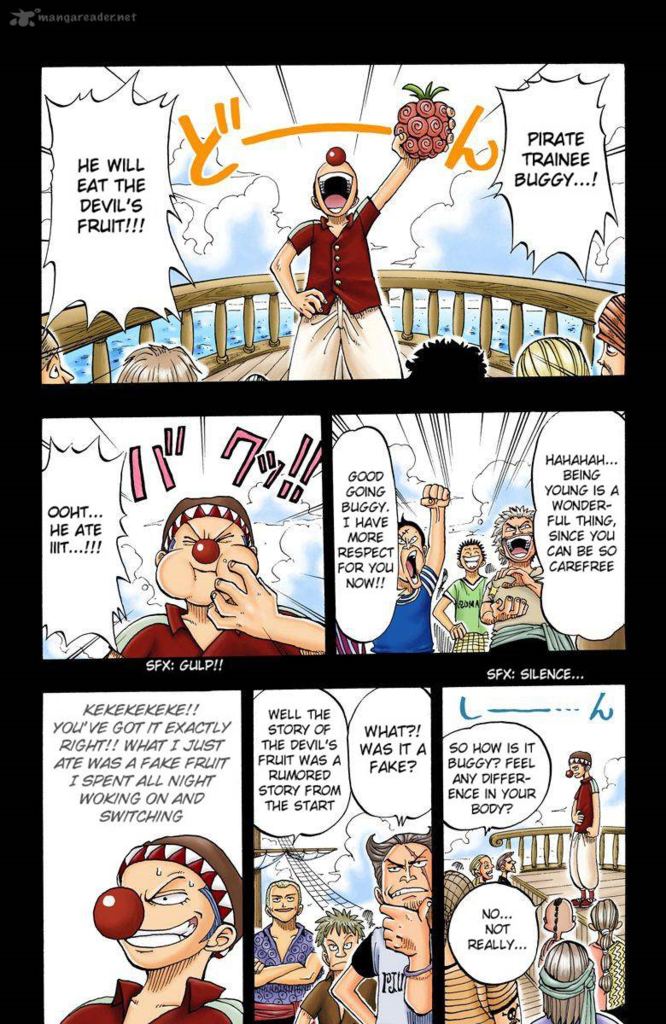 mangareader.net
PIRATE
TRAINEE
BUGGY...!
どーん
HE WILL
EAT THE
DEVIL'S
FRUIT!!!
HAHAHAH...
BEING
YOUNG IS A
WONDER-
FUL THING,
SINCE YOU
CAN BE SO
CAREFREE
GOOD
GOING
BUGGY. I
HAVE
MORE
RESPECT
FOR YOU
NOW!!
ROMA
バクッ!!
OOHT...
HE ATE
IIIT...!!!
SFX: GULP!!
SFX: SILENCE...
しーー…ん
SO HOW IS IT
BUGGY? FEEL
ANY DIFFER-
ENCE IN YOUR
BODY?
NO...
NOT
REALLY...
WHAT?!
WAS IT A
FAKE?
WELL THE
STORY OF
THE DEVIL'S
FRUIT WAS A
RUMORED
STORY FROM
THE START
KEKEKEKEKE!!
YOU'VE GOT IT EXACTLY
RIGHT!! WHAT I JUST
ATE WAS A FAKE FRUIT
I SPENT ALL NIGHT
WOKING ON AND
SWITCHING